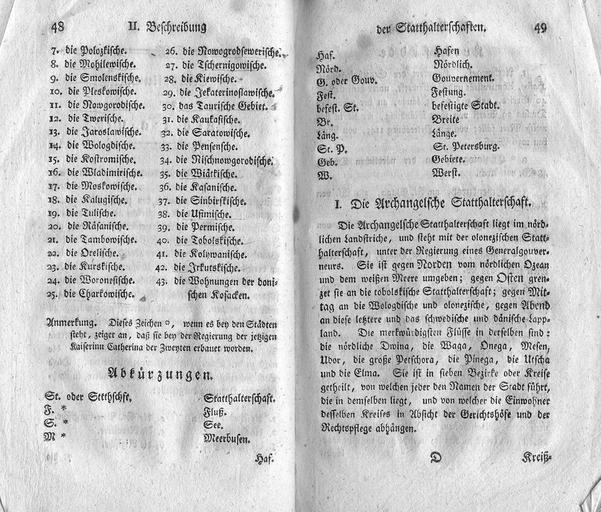 48 II. Beschreibung
7. die Polozkische.
8. die Mohilewische.
9. die Smolenskische.
10. die Pleskowische.
11. die Nowgorodische.
12. die Twerische.
13. die Jaroslawische.
14. die Wologdische.
15. die Kostromische.
16. die Wladimirische.
17. die Moskowische.
18. die Kalugische.
19. die Tulische.
20. die Räsanische.
21. die Tambowische.
22. die Orelische.
23. die Kurskische.
24. die Woronesische.
25. die Charkowische.
26. die Nowogrodsewerische.
27. die Tschernigowische.
28. die Kiewische.
29. die Jekaterinoslawische.
30. das Taurische Gebiet.
31. die Kaukasische.
32. die Saratowische.
33. die Pensensche.
34. die Nischnowgorodische.
35. die Wiätkische.
36. die Kasanische.
37. die Sinbirskische.
38. die Ufimische.
39. die Permische.
40. die Tobolskische.
41. die Kolywanische.
42. die Irkutskische.
43. die Wohnungen der doni-
schen Kosacken.
Anmerkung. Dieses Zeichen ▫, wenn es bey den Städten
steht, zeiger an, daß sie bey der Regierung der jetzigen
Kaiserinn Catherina der Zweyten erbauet worden.
Abkürzungen.
St. oder Stthschft, Statthalterschaft.
F. * Fluß.
S. * See.
M * Meerbusen.
Haf.
der Statthalterschaften. 49
Haf. Hafen
Nörd. Nördlich.
G. oder Gouv. Gouvernement.
Fest. Festung.
befest. St. befestigte Stadt.
Br. Breite
Läng. Länge.
St. P. St. Petersburg.
Geb. Gebiete.
W. Werst.
I. Die Archangelsche Statthalterschaft.
Die Archangelsche Statthalterschaft liegt im nörd-
lichen Landstriche, und steht mit der olonezischen Statt-
halterschaft, unter der Regierung eines Generalgouver-
neurs. Sie ist gegen Norden vom nördlichen Ozean
und dem weißen Meere umgeben; gegen Osten gren-
zet sie an die tobolskische Statthalterschaft; gegen Mit-
tag an die Wologdische und olonezische, gegen Abend
an diese letztere und das schwedische und dänische Lapp-
land. Die merkwürdigsten Flüsse in derselben sind:
die nördliche Dwina, die Waga, Onega, Mesen,
Udor, die große Petschora, die Pinega, die Utscha
und die Elma. Sie ist in sieben Bezirke oder Kreise
getheilt, von welchen jeder den Namen der Stadt führt,
die in demselben liegt, und von welcher die Einwohner
desselben Kreises in Absicht der Gerichtshöfe und der
Rechtspflege abhängen.
D Kreiß-